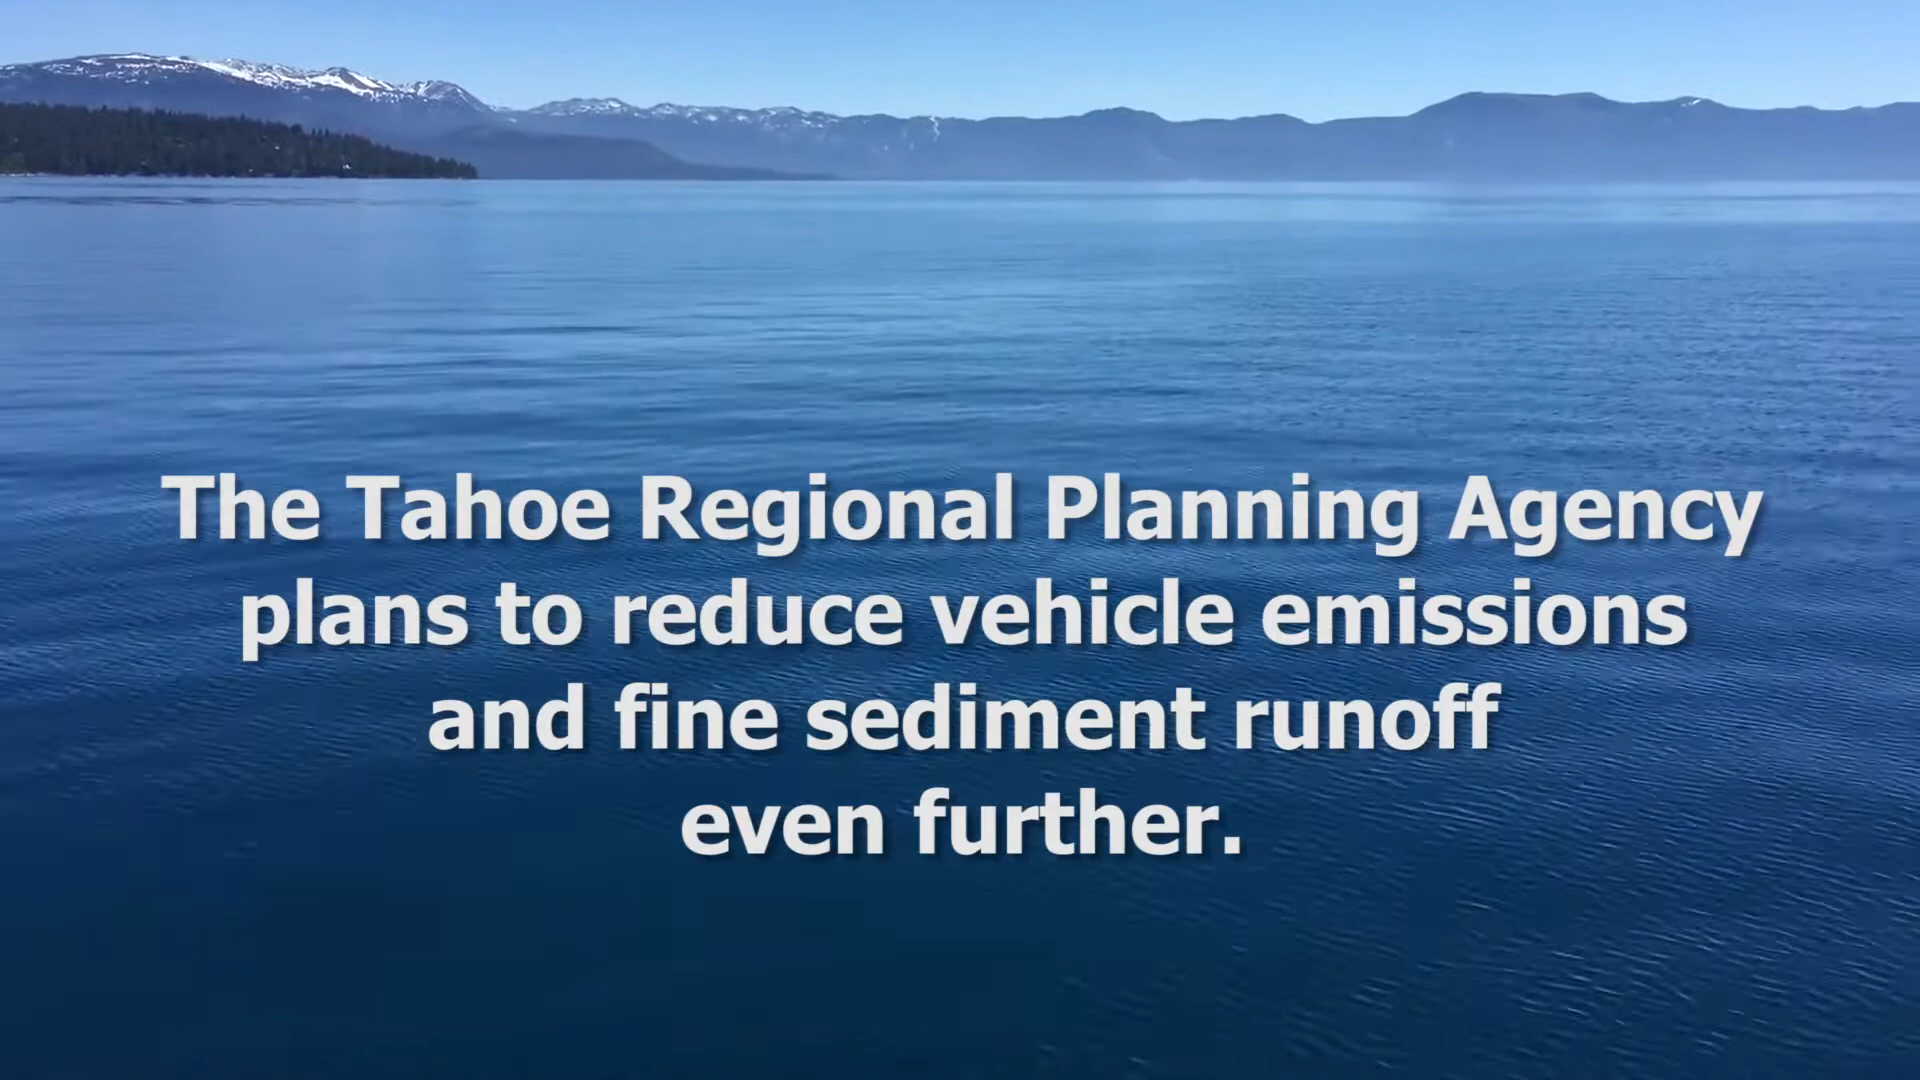 The Tahoe Regional Planning Agency
plans to reduce vehicle emissions
and fine sediment runoff
even further.